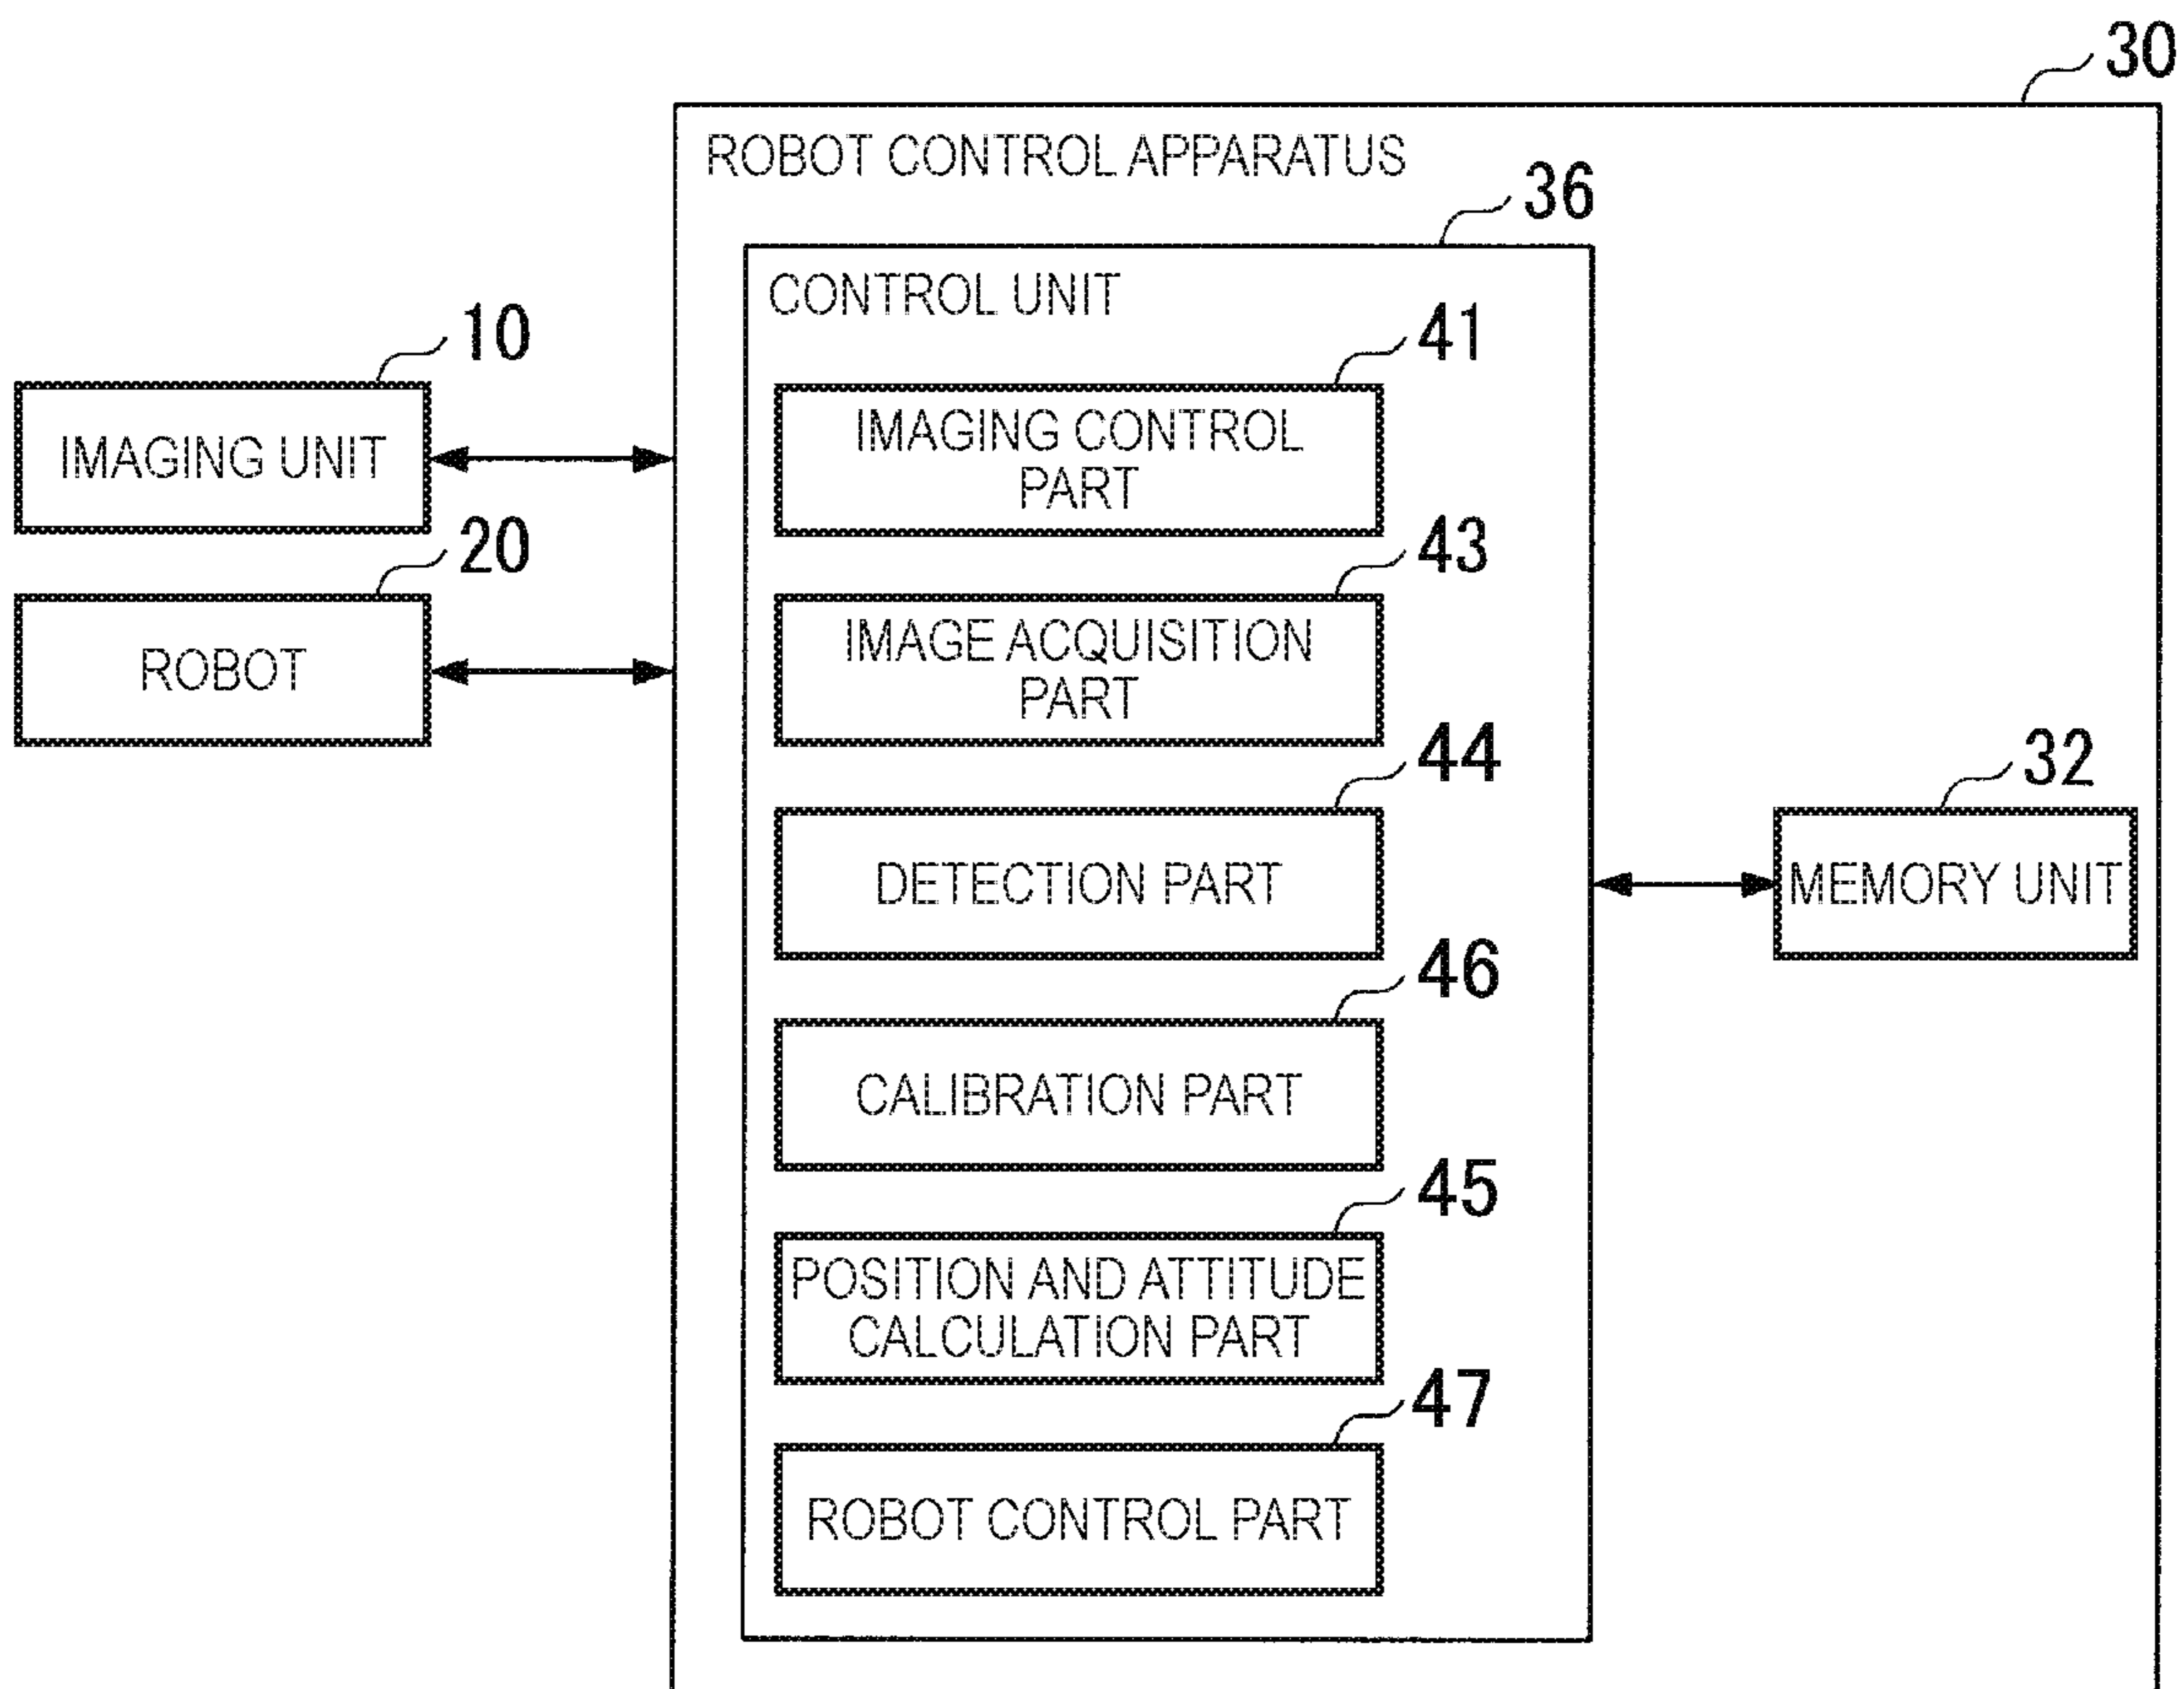 30
ROBOT CONTROL APPARATUS
36
CONTROL UNIT
10
IMAGING UNIT
20
ROBOT
41
IMAGING CONTROL
PART
43
IMAGE ACQUISITION
PART
44
DETECTION PART
46
CALIBRATION PART
45
POSITION AND ATTITUDE
CALCULATION PART
47
ROBOT CONTROL PART
32
MEMORY UNIT